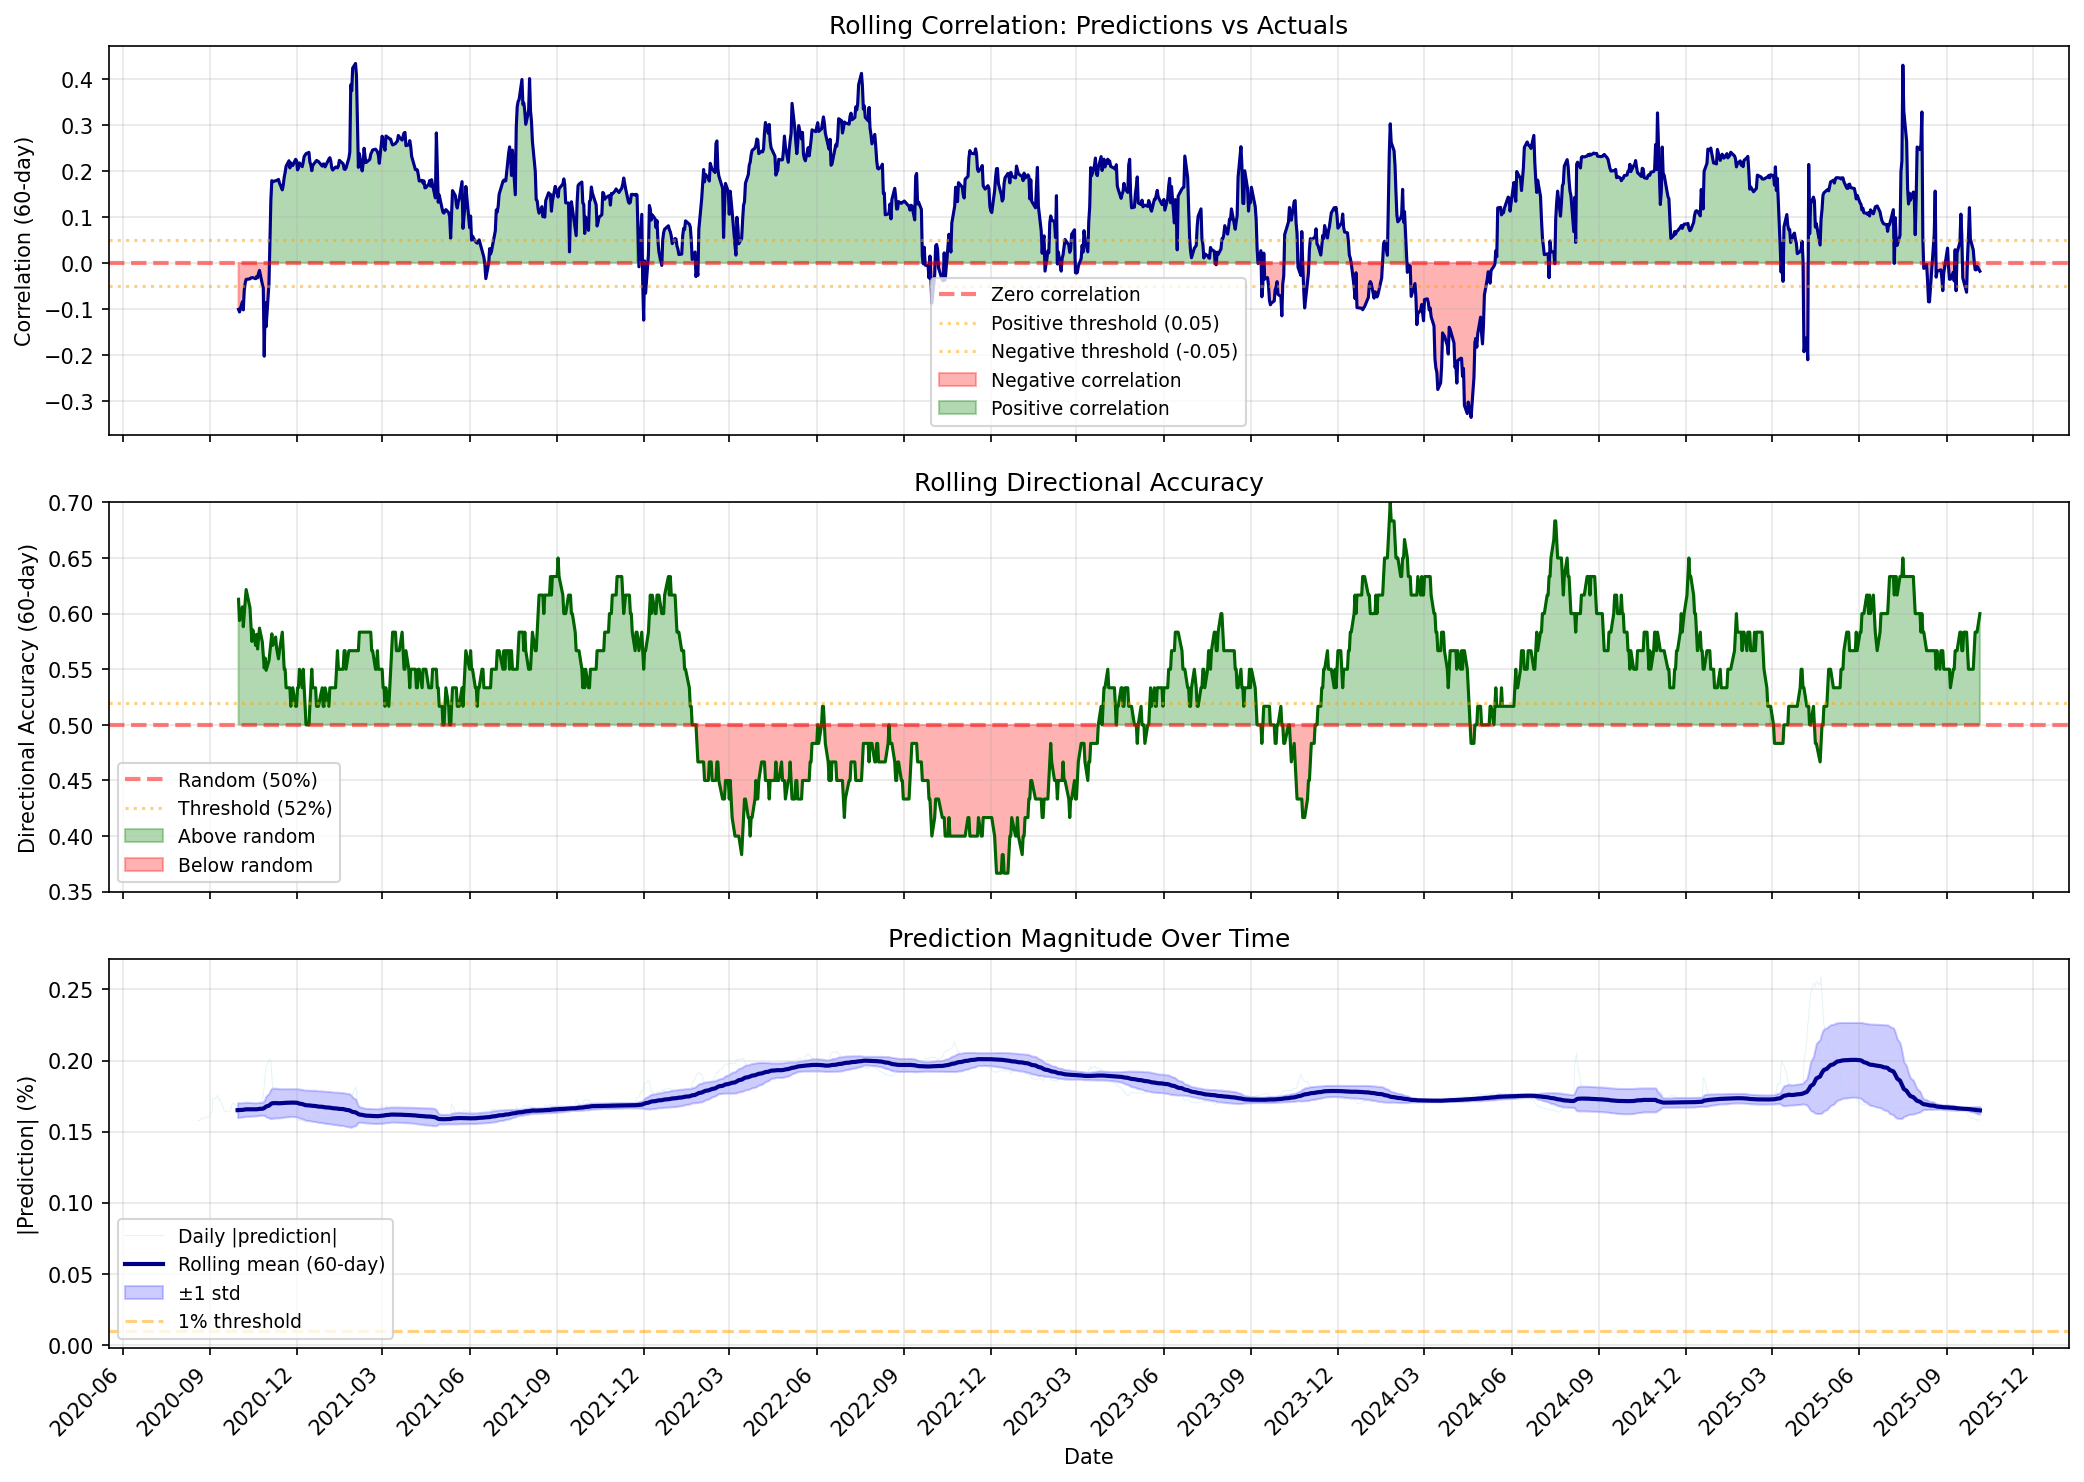 Rolling Correlation: Predictions vs Actuals
Correlation (60-day)
0.4
0.3
0.2
0.1
0.0
−0.1
−0.2
−0.3
Zero correlation
Positive threshold (0.05)
Negative threshold (-0.05)
Negative correlation
Positive correlation
Rolling Directional Accuracy
Directional Accuracy (60-day)
0.70
0.65
0.60
0.55
0.50
0.45
0.40
0.35
Random (50%)
Threshold (52%)
Above random
Below random
Prediction Magnitude Over Time
|Prediction| (%)
0.25
0.20
0.15
0.10
0.05
0.00
Daily |prediction|
Rolling mean (60-day)
±1 std
1% threshold
2020-06
2020-09
2020-12
2021-03
2021-06
2021-09
2021-12
2022-03
2022-06
2022-09
2022-12
2023-03
2023-06
2023-09
2023-12
2024-03
2024-06
2024-09
2024-12
2025-03
2025-06
2025-09
2025-12
Date